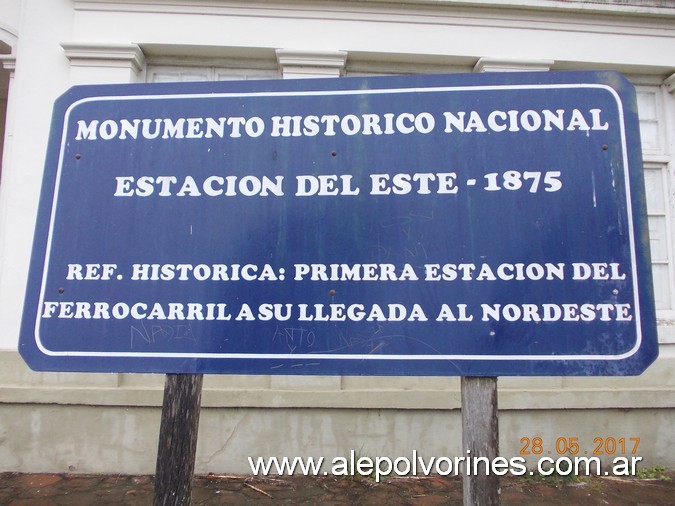 MONUMENTO HISTORICO NACIONAL
ESTACION DEL ESTE - 1875
REF. HISTORICA: PRIMERA ESTACION DEL
FERROCARRIL A SU LLEGADA AL NORDESTE
28.05.2017
www.alepolvorines.com.ar